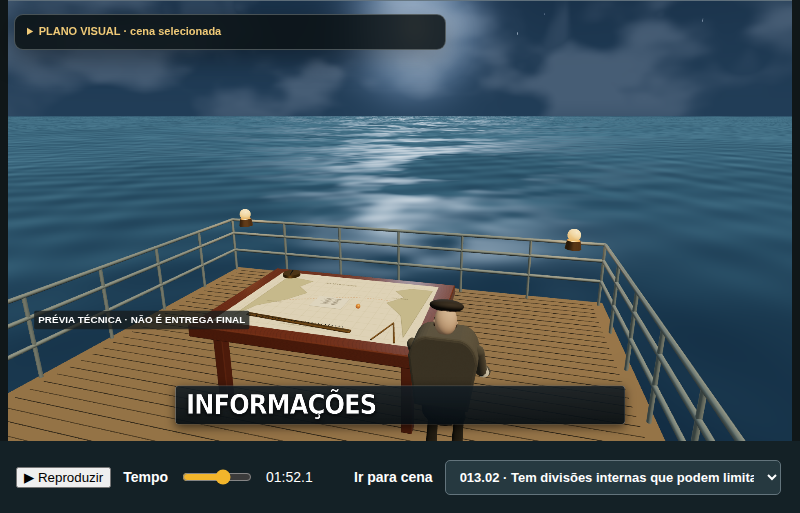 ▶ PLANO VISUAL · cena selecionada
PRÉVIA TÉCNICA · NÃO É ENTREGA FINAL
INFORMAÇÕES
▶ Reproduzir Tempo 01:52.1 Ir para cena 013.02 · Tem divisões internas que podem limita